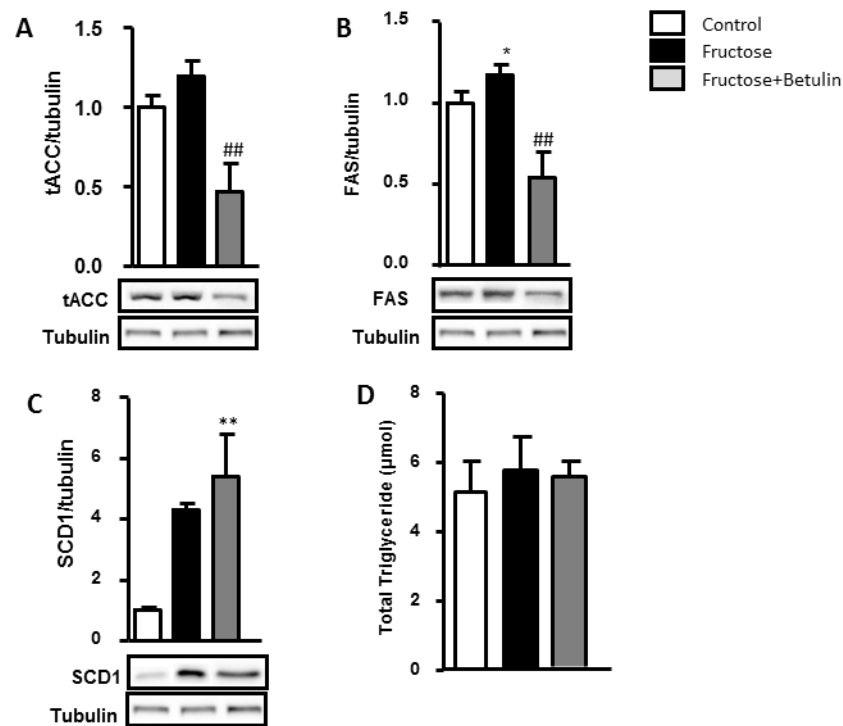 A
1.5
1.0
0.5
0.0
tACC/tubulin
##
tACC
Tubulin
B
1.5
1.0
0.5
0.0
FAS/tubulin
*
##
FAS
Tubulin
Control
Fructose
Fructose+Betulin
C
8
6
4
2
0
SCD1/tubulin
**
SCD1
Tubulin
D
8
6
4
2
0
Total Triglyceride (µmol)